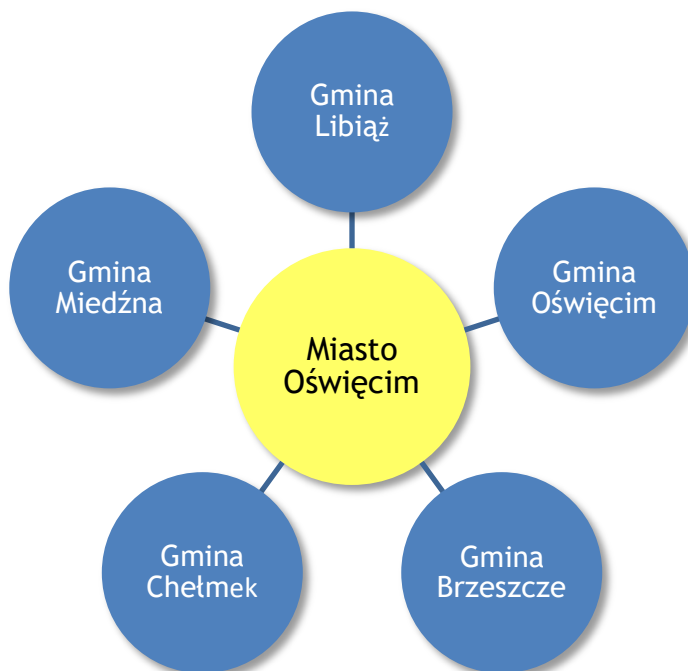 Gmina
Libiąż
Gmina
Miedźna
Gmina
Oświęcim
Miasto
Oświęcim
Gmina
Chełmek
Gmina
Brzeszcze